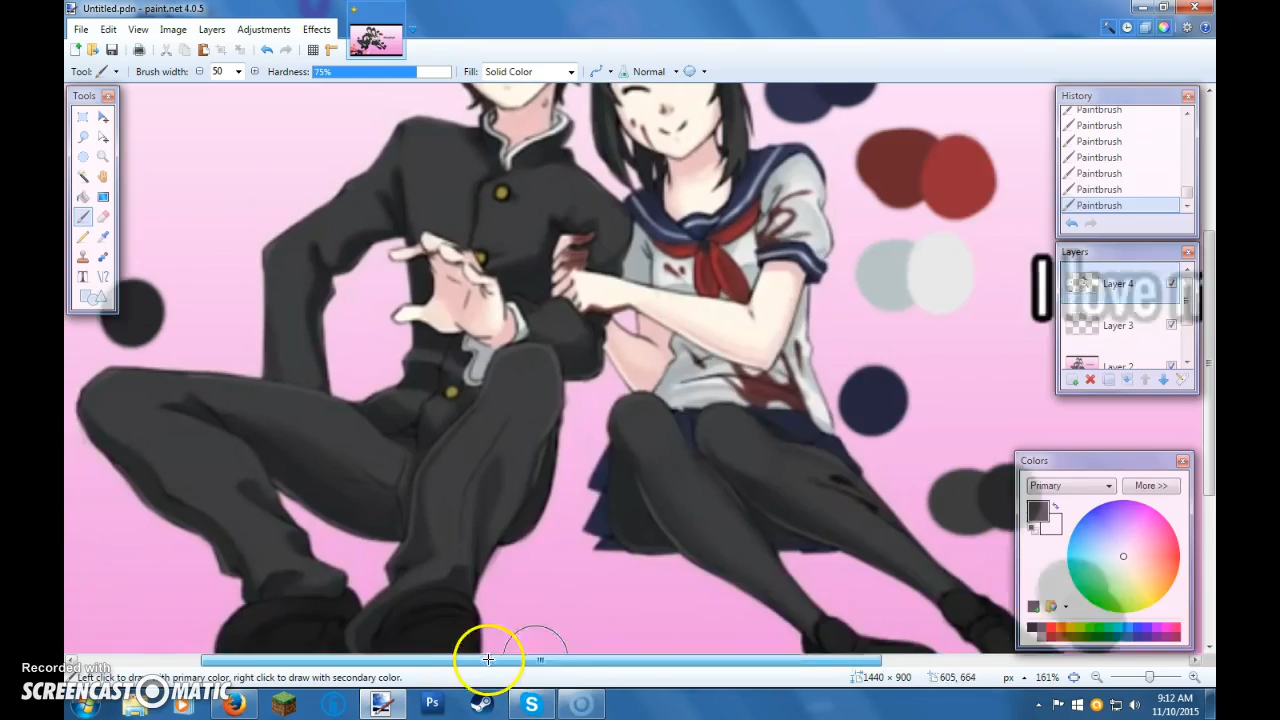 Untitled.pdn - paint.net 4.0.5
File Edit View Image Layers Adjustments Effects
Tool: Brush width: 50 Hardness: 75% Fill: Solid Color Normal
Tools
History
Paintbrush
Paintbrush
Paintbrush
Paintbrush
Paintbrush
Paintbrush
Paintbrush
Layers
Layer 4
Layer 3
Layer 2
I love m
Colors
Primary More >>
Recorded with
SCREENCAST MATIC
Left click to draw with primary color, right click to draw with secondary color.
1440 × 900 605, 664 px 161%
Ps
9:12 AM
11/10/2015